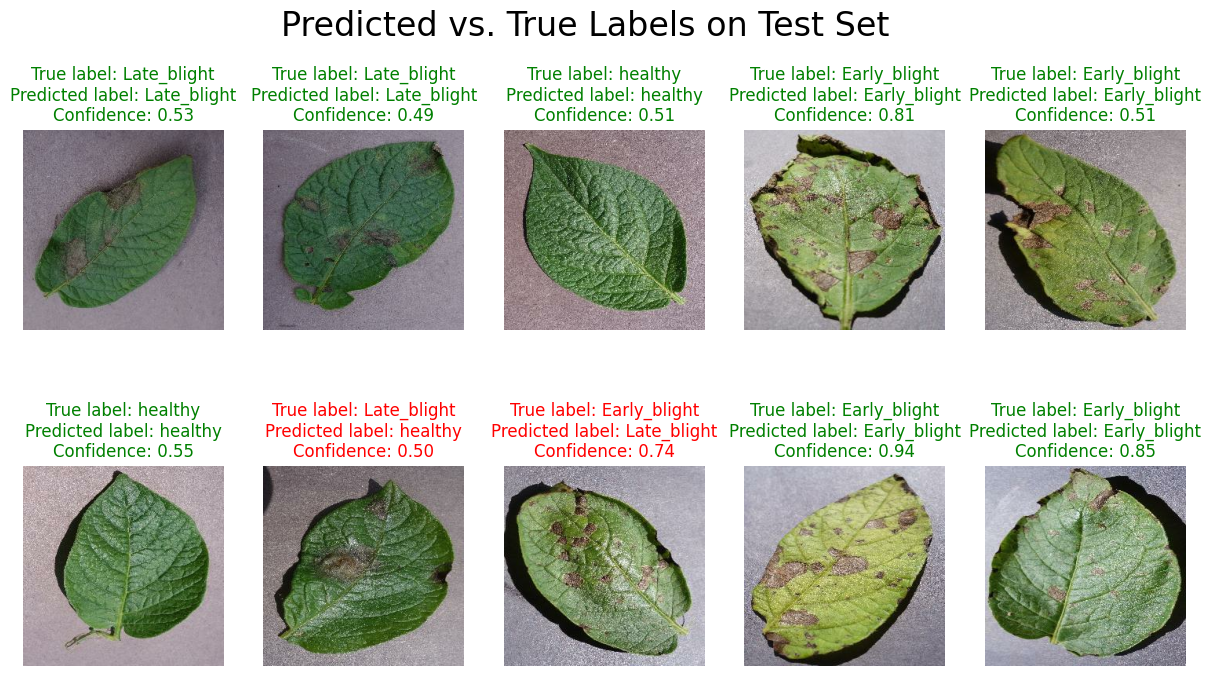 Predicted vs. True Labels on Test Set
True label: Late_blight
Predicted label: Late_blight
Confidence: 0.53
True label: Late_blight
Predicted label: Late_blight
Confidence: 0.49
True label: healthy
Predicted label: healthy
Confidence: 0.51
True label: Early_blight
Predicted label: Early_blight
Confidence: 0.81
True label: Early_blight
Predicted label: Early_blight
Confidence: 0.51
True label: healthy
Predicted label: healthy
Confidence: 0.55
True label: Late_blight
Predicted label: healthy
Confidence: 0.50
True label: Early_blight
Predicted label: Late_blight
Confidence: 0.74
True label: Early_blight
Predicted label: Early_blight
Confidence: 0.94
True label: Early_blight
Predicted label: Early_blight
Confidence: 0.85